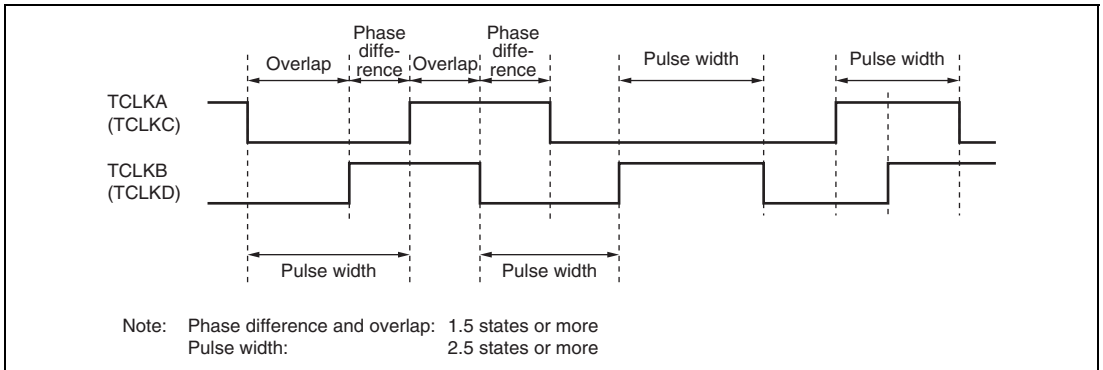 Phase
diffe-
rence
Phase
diffe-
rence
Overlap
Overlap
Pulse width
Pulse width
TCLKA
(TCLKC)
TCLKB
(TCLKD)
Pulse width
Pulse width
Note: Phase difference and overlap: 1.5 states or more
Pulse width: 2.5 states or more